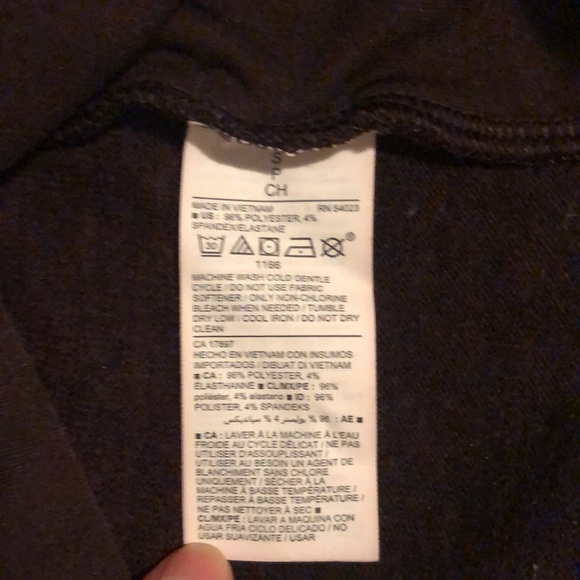 S
P
CH
MADE IN VIETNAM RN 54023
■ US : 96% POLYESTER, 4%
SPANDEX/ELASTANE
30
®
1166
MACHINE WASH COLD GENTLE
CYCLE / DO NOT USE FABRIC
SOFTENER / ONLY NON-CHLORINE
BLEACH WHEN NEEDED / TUMBLE
DRY LOW / COOL IRON / DO NOT DRY
CLEAN
CA 17897
HECHO EN VIETNAM CON INSUMOS
IMPORTADOS / DIBUAT DI VIETNAM
■ CA : 96% POLYESTER, 4%
ÉLASTHANNE ■ CL/MX/PE : 96%
poliéster, 4% elastano ■ ID : 96%
POLISTER, 4% SPANDEKS
■ AE : 96 % بوليستر 4 % سبانديكس
■ CA : LAVER À LA MACHINE À L'EAU
FROIDE AU CYCLE DÉLICAT / NE PAS
UTILISER D'ASSOUPLISSANT /
UTILISER AU BESOIN UN AGENT DE
BLANCHIMENT SANS CHLORE
UNIQUEMENT / SÉCHER À LA
MACHINE À BASSE TEMPÉRATURE /
REPASSER À BASSE TEMPÉRATURE /
NE PAS NETTOYER À SEC ■
CL/MX/PE : LAVAR A MAQUINA CON
AGUA FRIA CICLO DELICADO / NO
USAR SUAVIZANTE / USAR